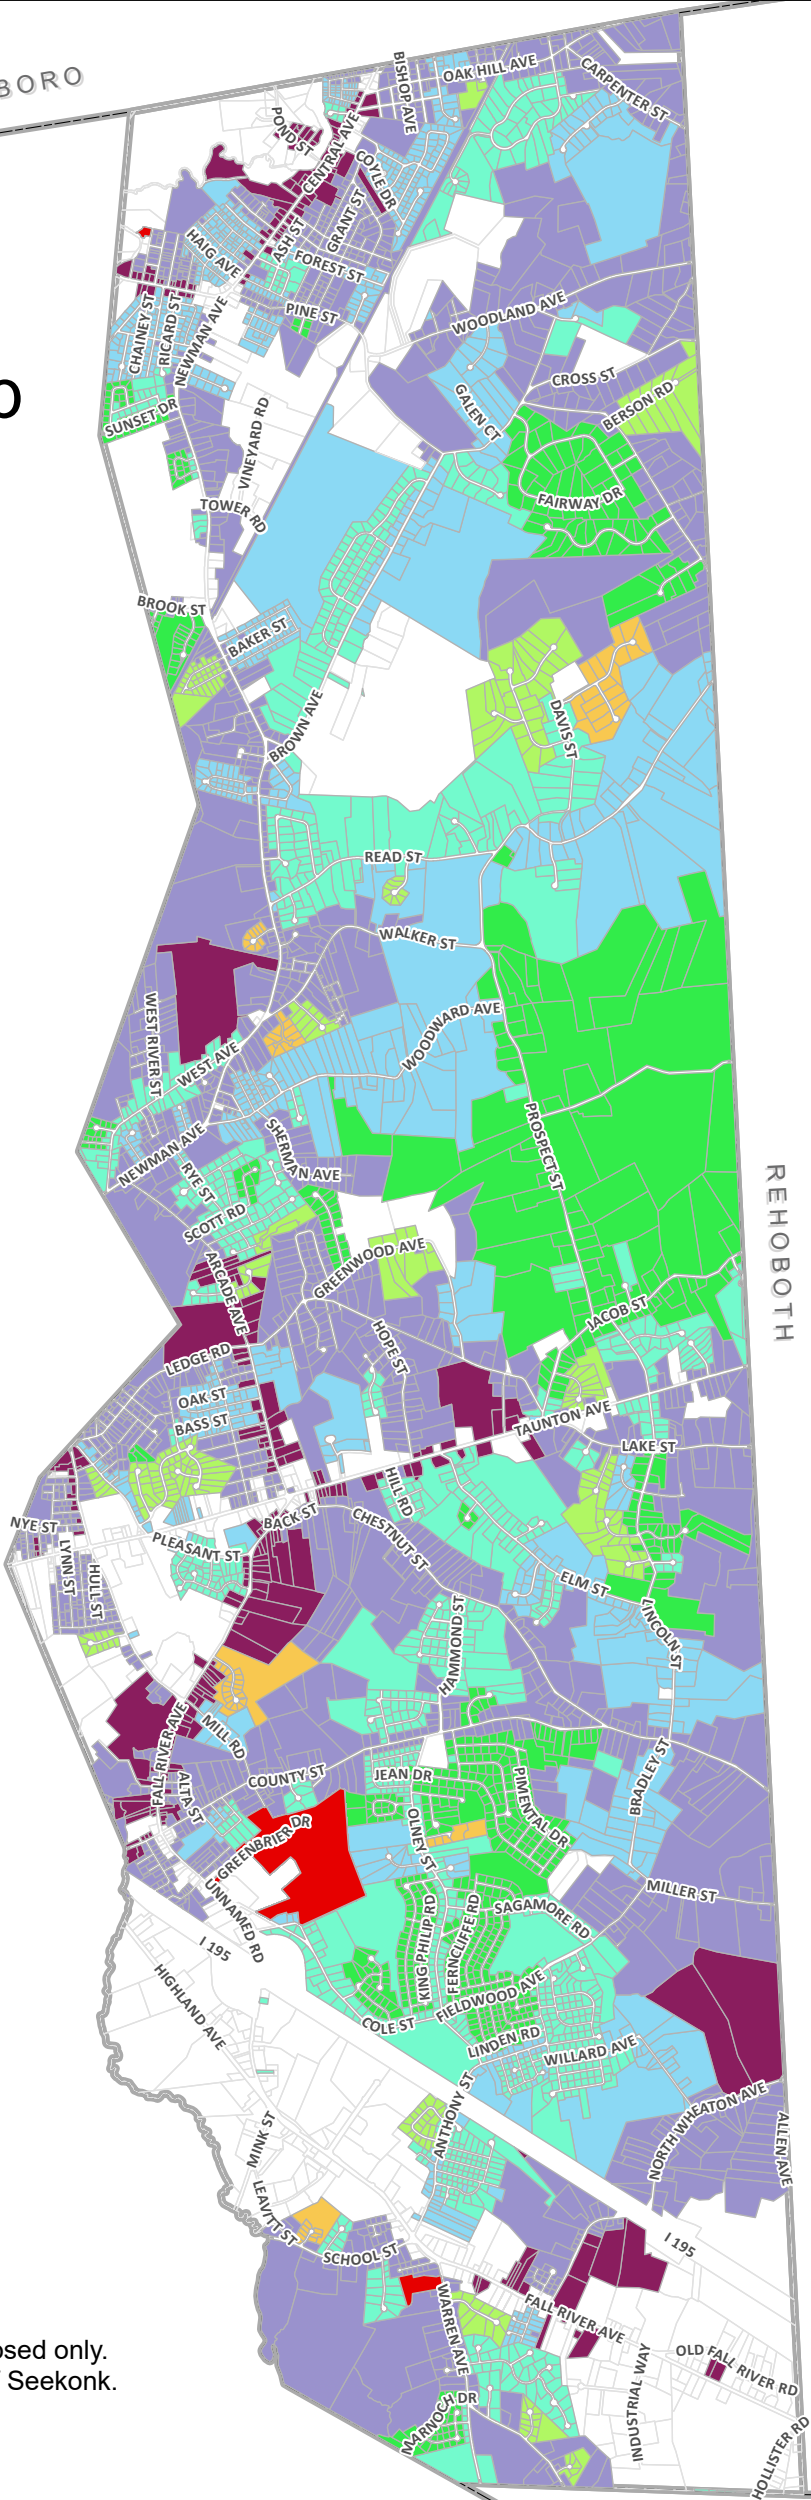 BORO
OAK HILL AVE
BISHOP AVE
CARPENTER ST
POND ST
CENTRAL AVE
COYLE DR
GRANT ST
ASH ST
HAIG AVE
FOREST ST
PINE ST
WOODLAND AVE
CHAINEY ST
RICARD ST
NEWMAN AVE
CROSS ST
BERSON RD
GALEN CT
SUNSET DR
VINEYARD RD
FAIRWAY DR
TOWER RD
BROOK ST
BAKER ST
BROWN AVE
DAVIS ST
READ ST
WALKER ST
WEST RIVER ST
WEST AVE
WOODWARD AVE
PROSPECT ST
NEWMAN AVE
SHERMAN AVE
RYE ST
SCOTT RD
REHOBOTH
GREENWOOD AVE
ARCADE AVE
JACOB ST
HOPE ST
LEDGE RD
OAK ST
BASS ST
TAUNTON AVE
LAKE ST
HILL RD
NYE ST
BACK ST
CHESTNUT ST
PLEASANT ST
LYNN ST
HULL ST
ELM ST
LINCOLN ST
HAMMOND ST
FALL RIVER AVE
MILL RD
COUNTY ST
JEAN DR
ALTA ST
PIMENTAL DR
BRADLEY ST
OLNEY ST
GREENBRIER DR
UNNAMED RD
MILLER ST
KING PHILIP RD
FERNCLIFFE RD
SAGAMORE RD
I 195
HIGHLAND AVE
FIELDWOOD AVE
COLE ST
LINDEN RD
WILLARD AVE
ANTHONY ST
NORTH WHEATON AVE
ALLEN AVE
MINK ST
LEAVITT ST
SCHOOL ST
I 195
FALL RIVER AVE
WARREN AVE
INDUSTRIAL WAY
OLD FALL RIVER RD
osed only.
Seekonk.
MARNOCH DR
HOLLISTER RD